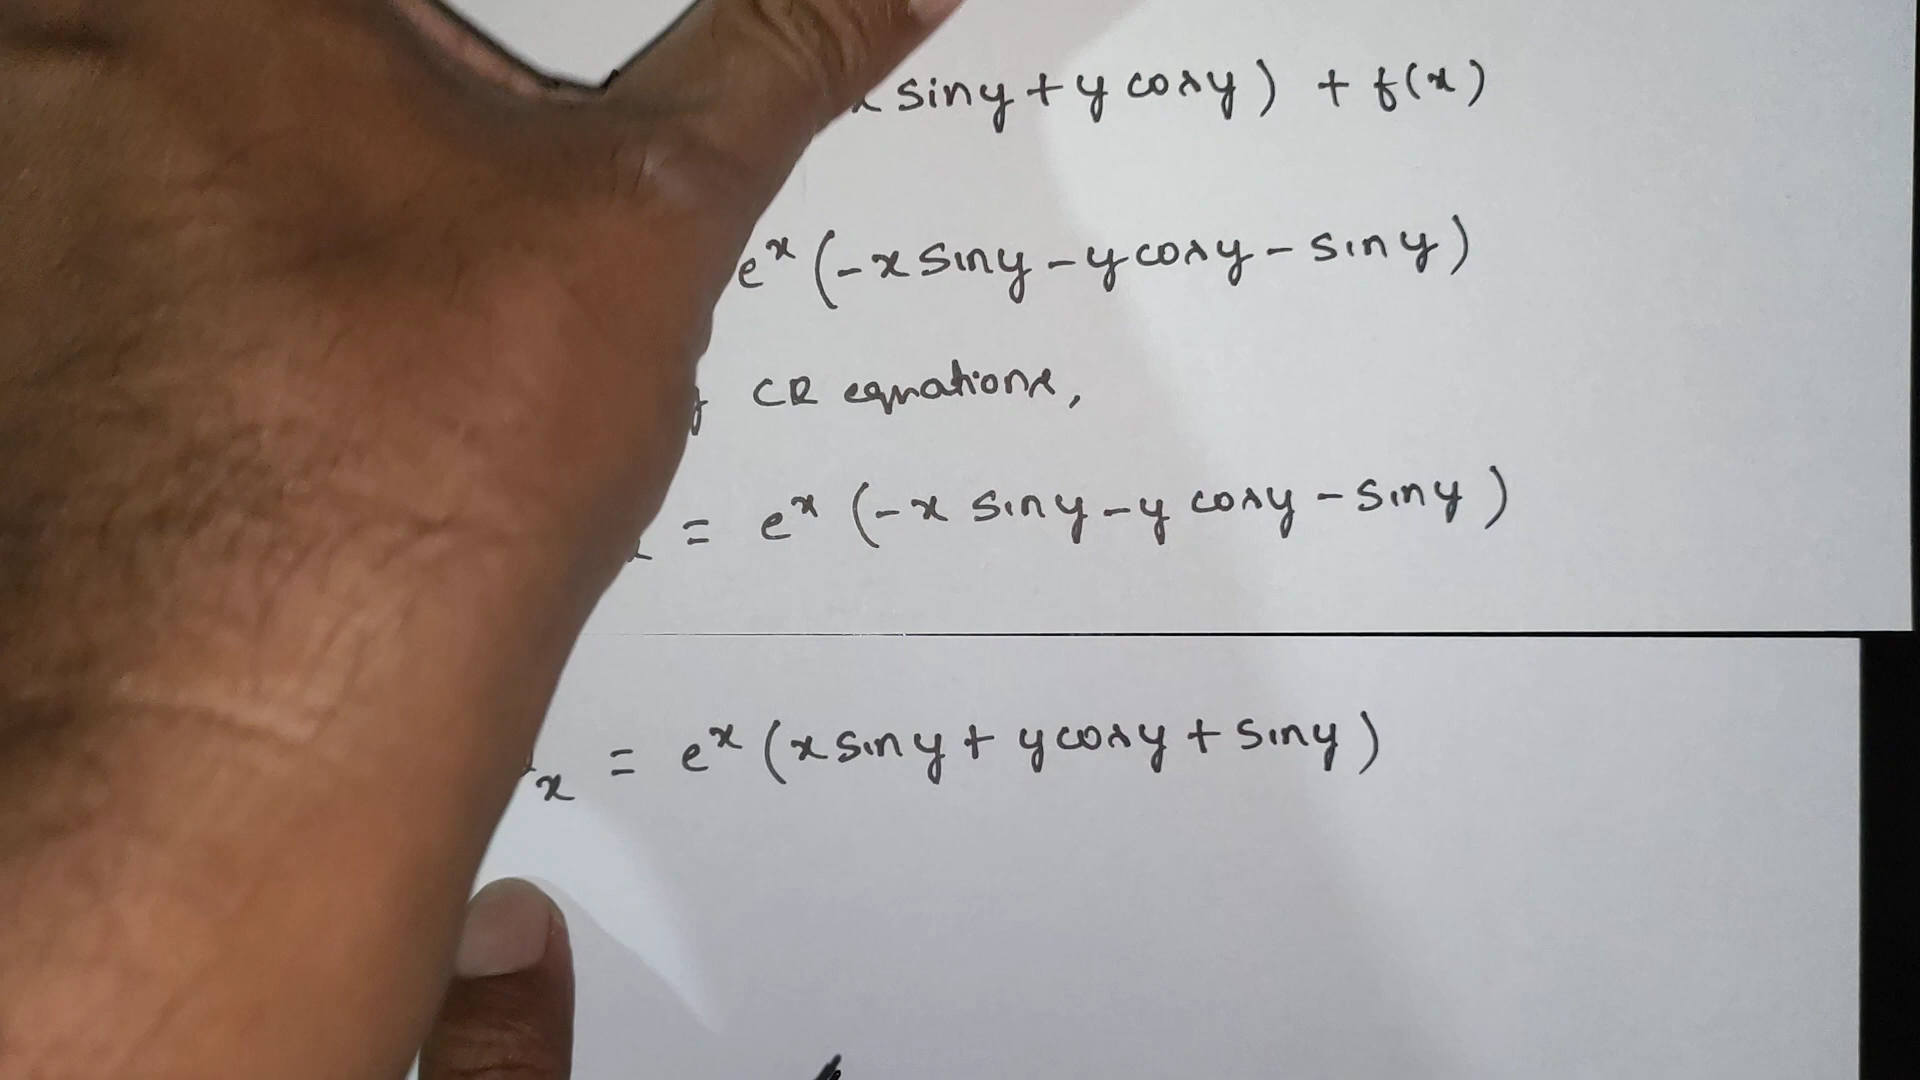 x siny + y cosy) + f(x)
e^x (-x siny - y cosy - siny)
CR equations,
= e^x (-x siny - y cosy - siny)
x = e^x (x siny + y cosy + siny)